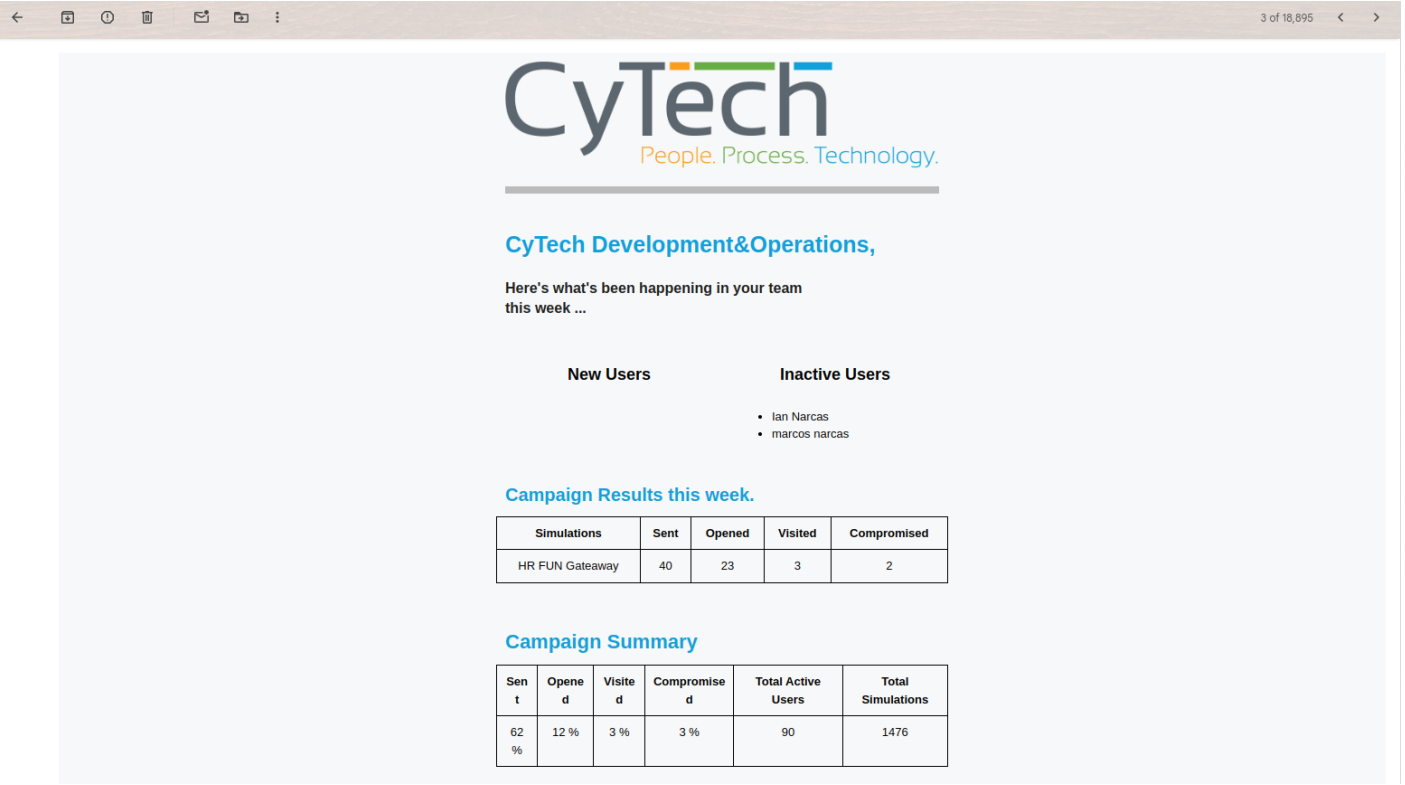 3 of 18,895
CyTech
People. Process. Technology.
CyTech Development&Operations,
Here's what's been happening in your team
this week ...
New Users
Inactive Users
Ian Narcas
marcos narcas
Campaign Results this week.
Simulations Sent Opened Visited Compromised
HR FUN Gateaway 40 23 3 2
Campaign Summary
Sen Opene Visite Compromise Total Active Total
t d d d Users Simulations
62 12 % 3 % 3 % 90 1476
%